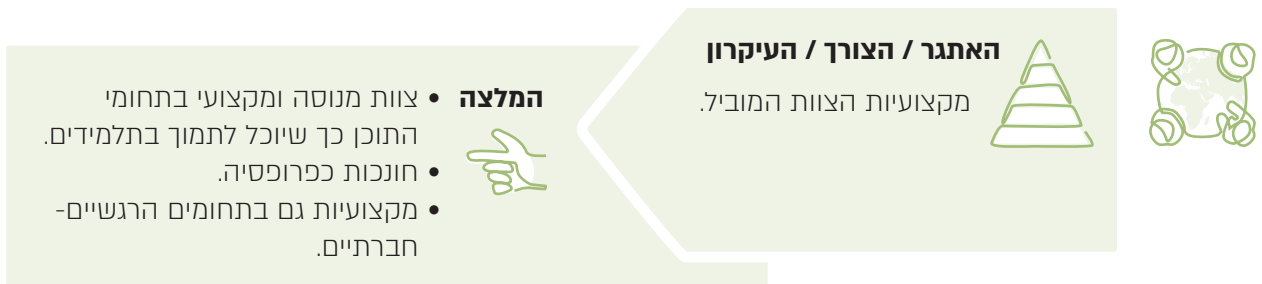 האתגר / הצורך / העיקרון
מקצועיות הצוות המוביל.
המלצה • צוות מנוסה ומקצועי בתחומי
התוכן כך שיוכל לתמוך בתלמידים.
• חונכות כפרופסיה.
• מקצועיות גם בתחומים הרגשיים-
חברתיים.